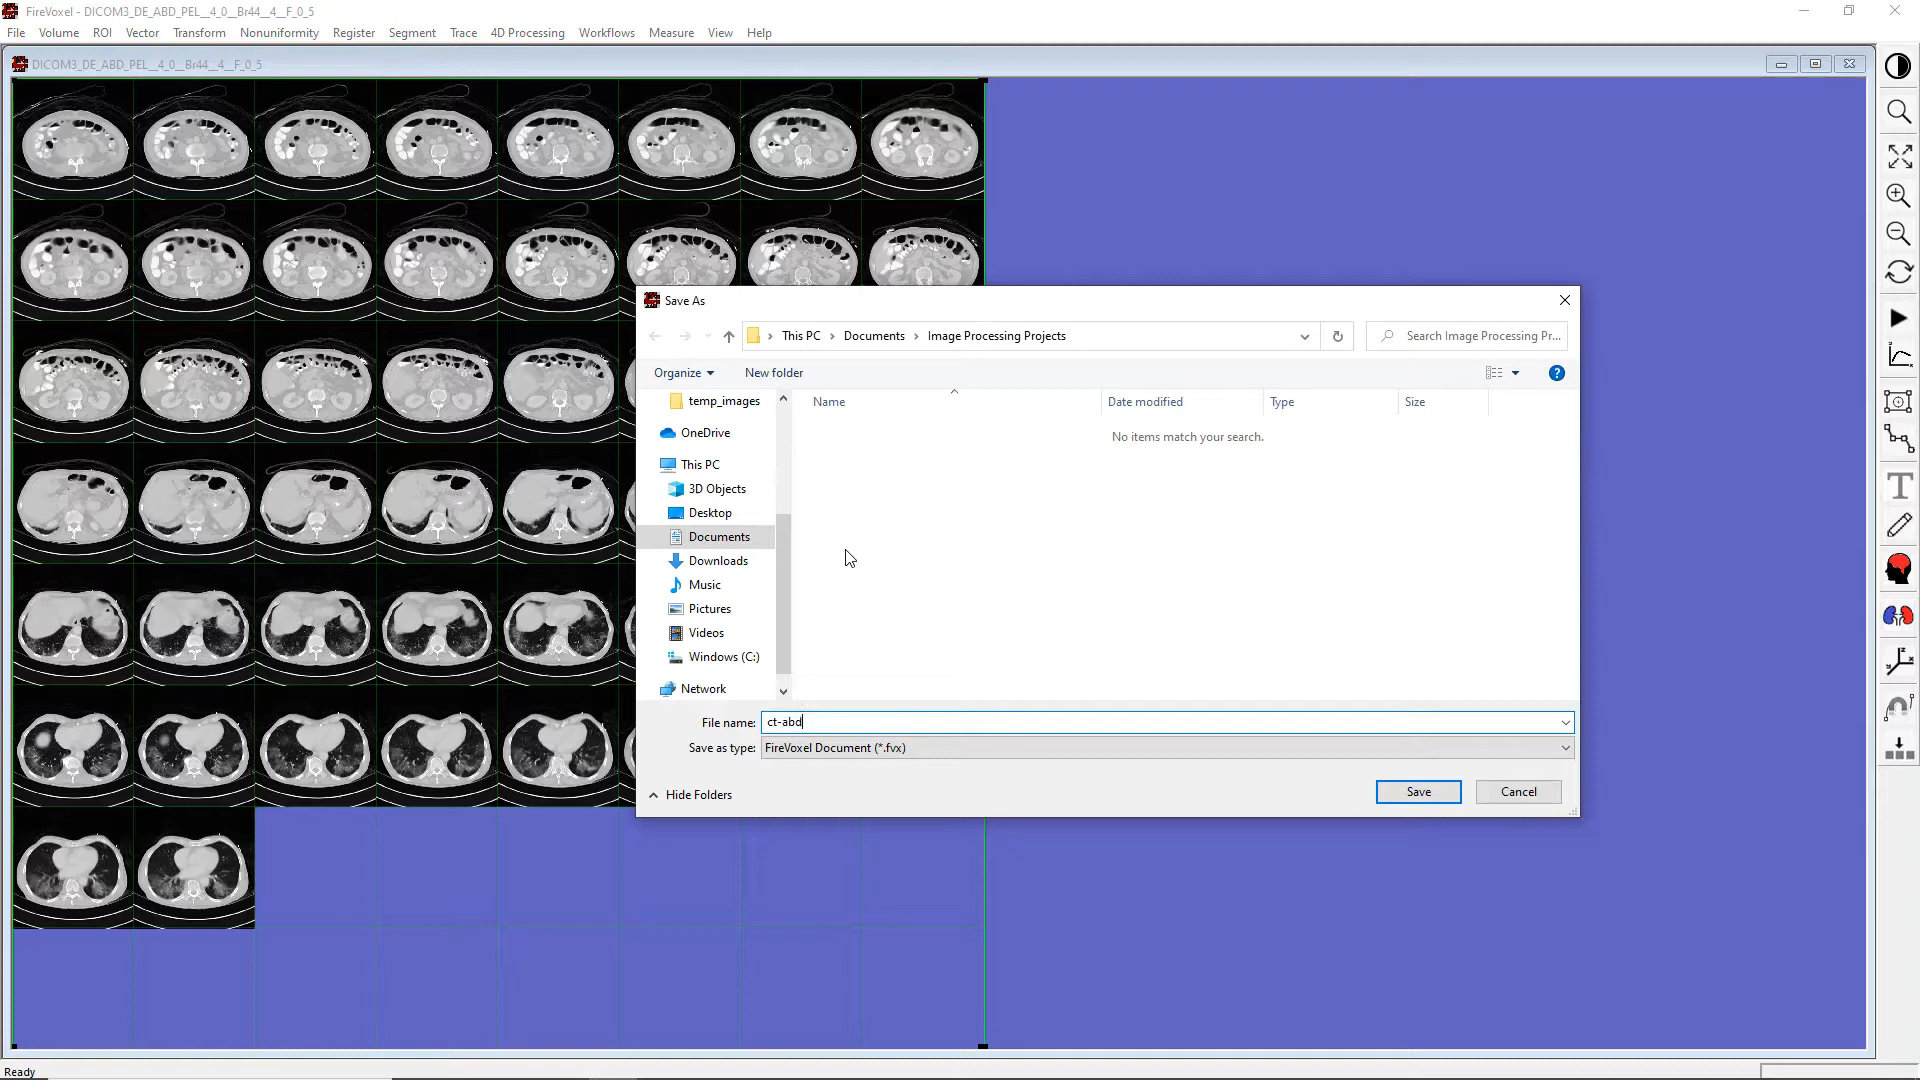 FireVoxel - DICOM3_DE_ABD_PEL__4_0__Br44__4__F_0_5
File Volume ROI Vector Transform Nonuniformity Register Segment Trace 4D Processing Workflows Measure View Help
DICOM3_DE_ABD_PEL__4_0__Br44__4__F_0_5
Save As
This PC › Documents › Image Processing Projects
Search Image Processing Pr...
Organize New folder
Name Date modified Type Size
No items match your search.
temp_images
OneDrive
This PC
3D Objects
Desktop
Documents
Downloads
Music
Pictures
Videos
Windows (C:)
Network
File name: ct-abd
Save as type: FireVoxel Document (*.fvx)
Hide Folders
Save Cancel
Ready